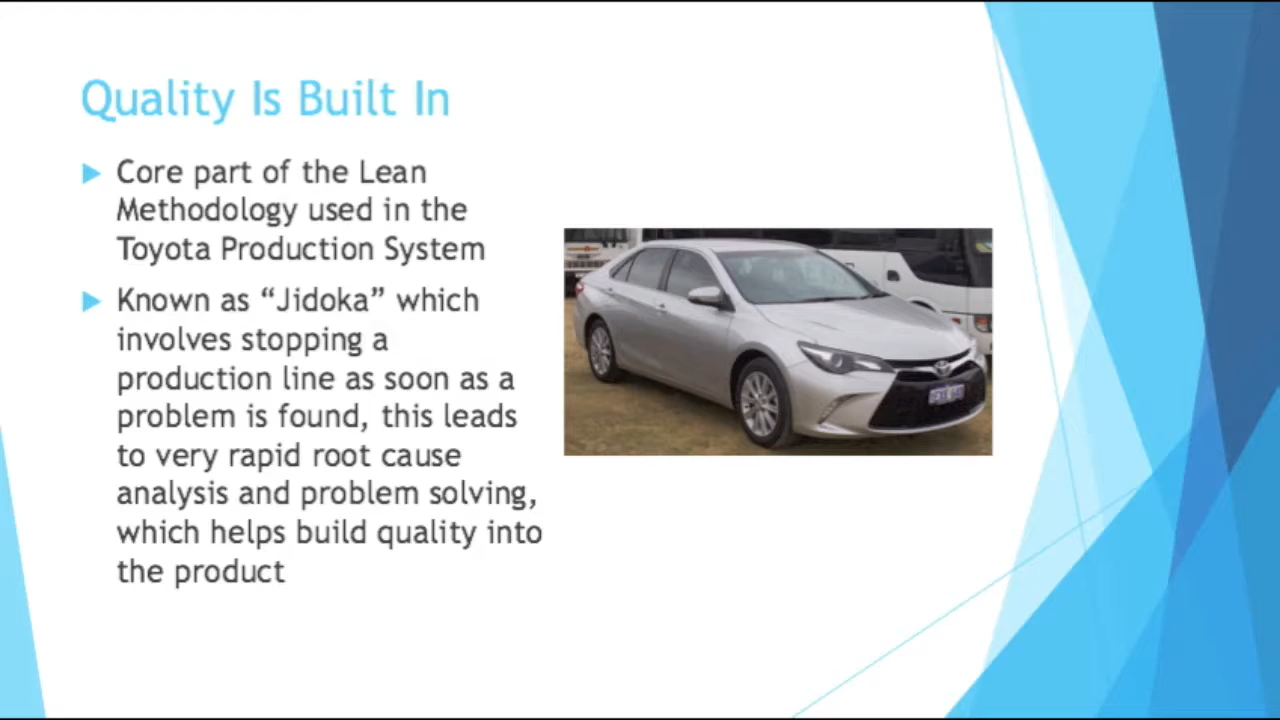 Quality Is Built In
Core part of the Lean
Methodology used in the
Toyota Production System
Known as “Jidoka” which
involves stopping a
production line as soon as a
problem is found, this leads
to very rapid root cause
analysis and problem solving,
which helps build quality into
the product